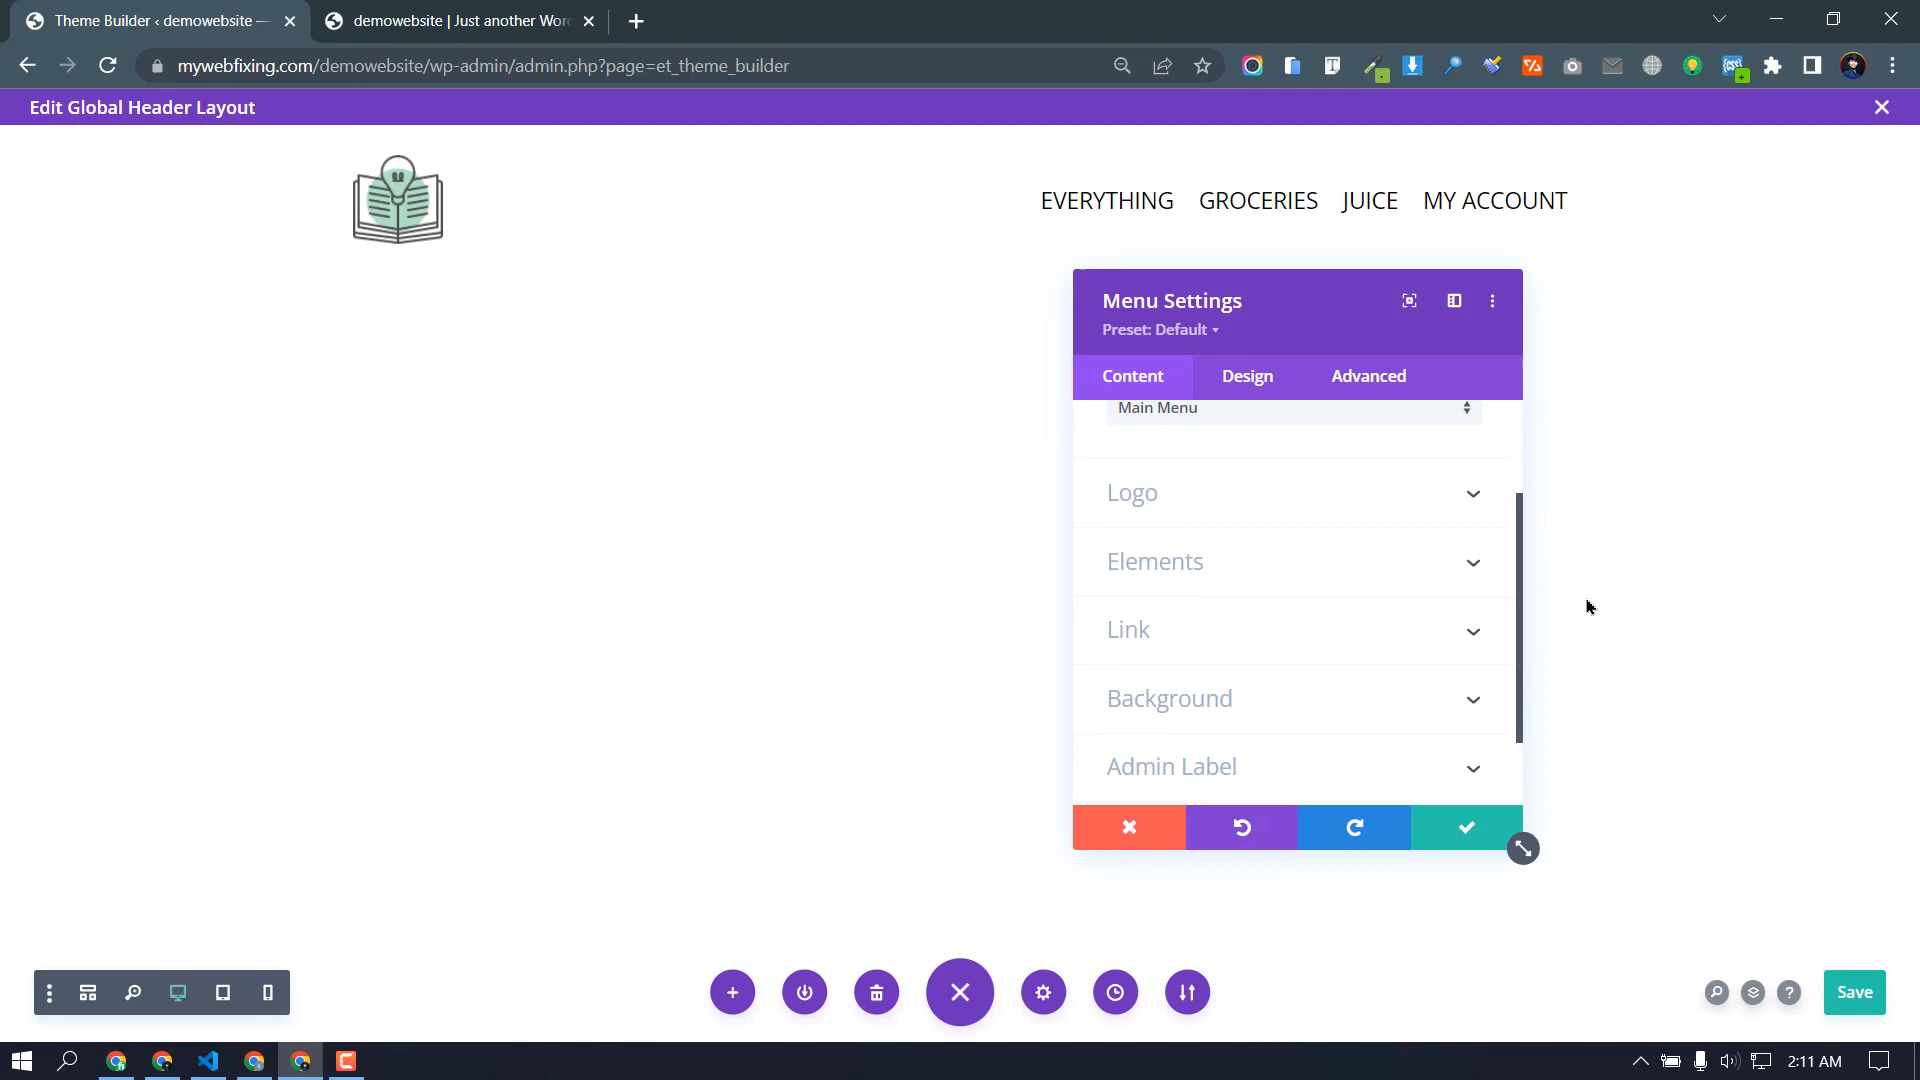 Theme Builder ‹ demowebsite —
demowebsite | Just another Word
mywebfixing.com/demowebsite/wp-admin/admin.php?page=et_theme_builder
Edit Global Header Layout
EVERYTHING GROCERIES JUICE MY ACCOUNT
Menu Settings
Preset: Default
Content Design Advanced
Main Menu
Logo
Elements
Link
Background
Admin Label
Save
2:11 AM